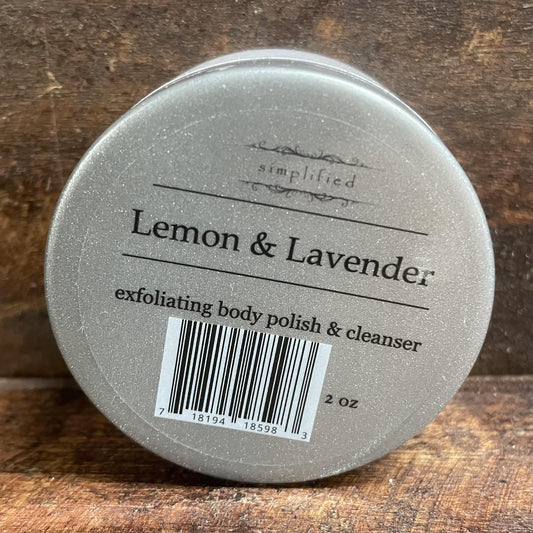 simplified
Lemon & Lavender
exfoliating body polish & cleanser
2 oz
7 18194 18598 3